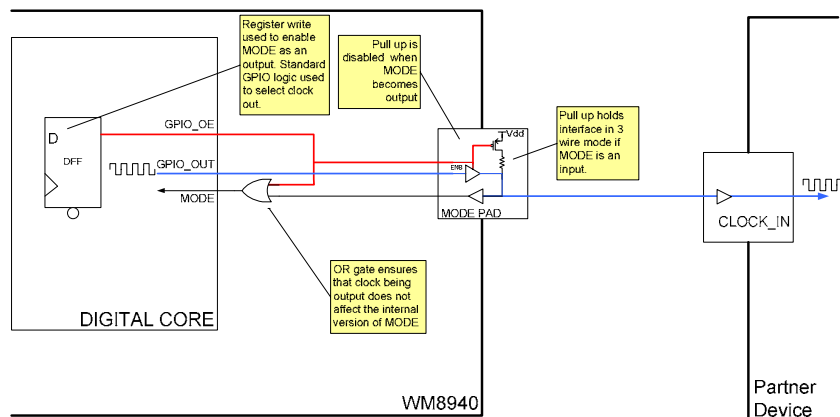 Register write
used to enable
MODE as an
output. Standard
GPIO logic used
to select clock
out.
Pull up is
disabled when
MODE
becomes
output
Pull up holds
interface in 3
wire mode if
MODE is an
input.
D
DFF
GPIO_OE
GPIO_OUT
MODE
Vdd
ENB
MODE PAD
CLOCK_IN
OR gate ensures
that clock being
output does not
affect the internal
version of MODE
DIGITAL CORE
WM8940
Partner
Device